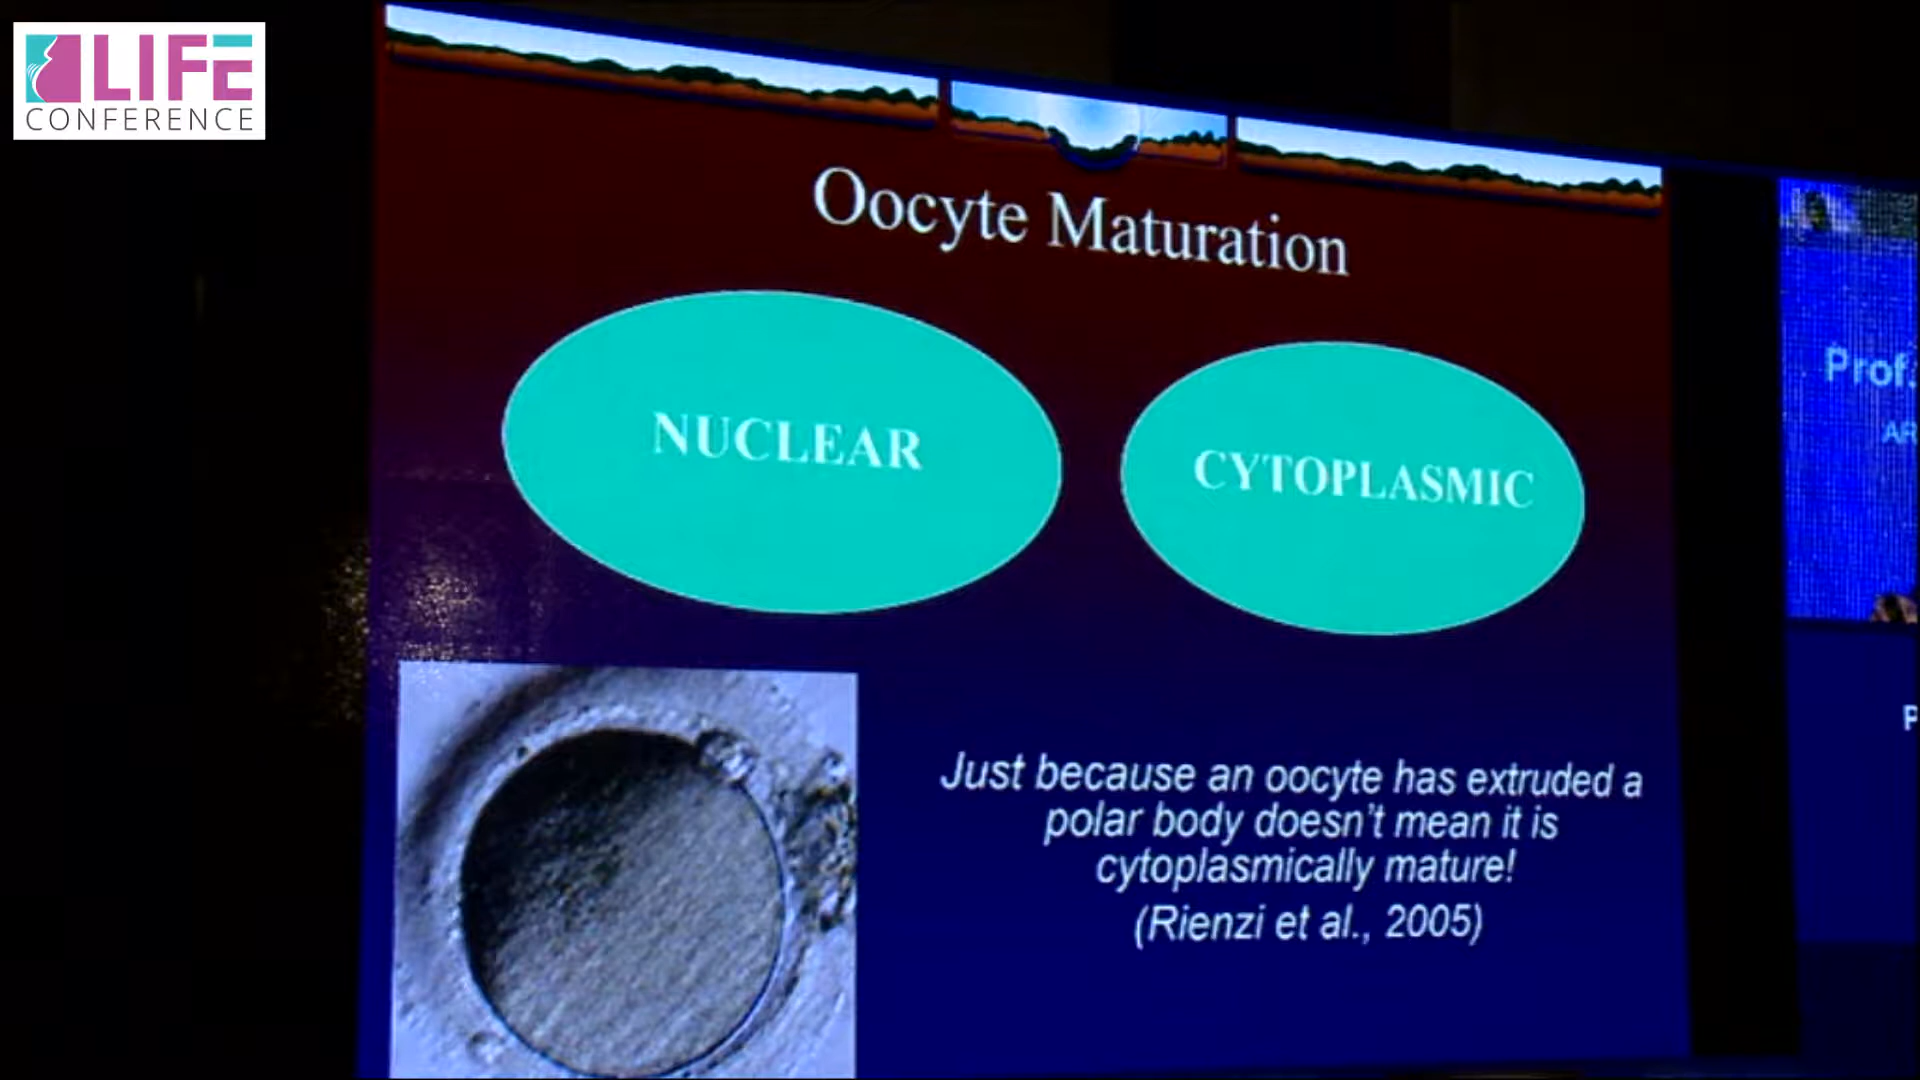 LIFE
CONFERENCE
Oocyte Maturation
NUCLEAR
CYTOPLASMIC
Just because an oocyte has extruded a
polar body doesn't mean it is
cytoplasmically mature!
(Rienzi et al., 2005)
Prof.